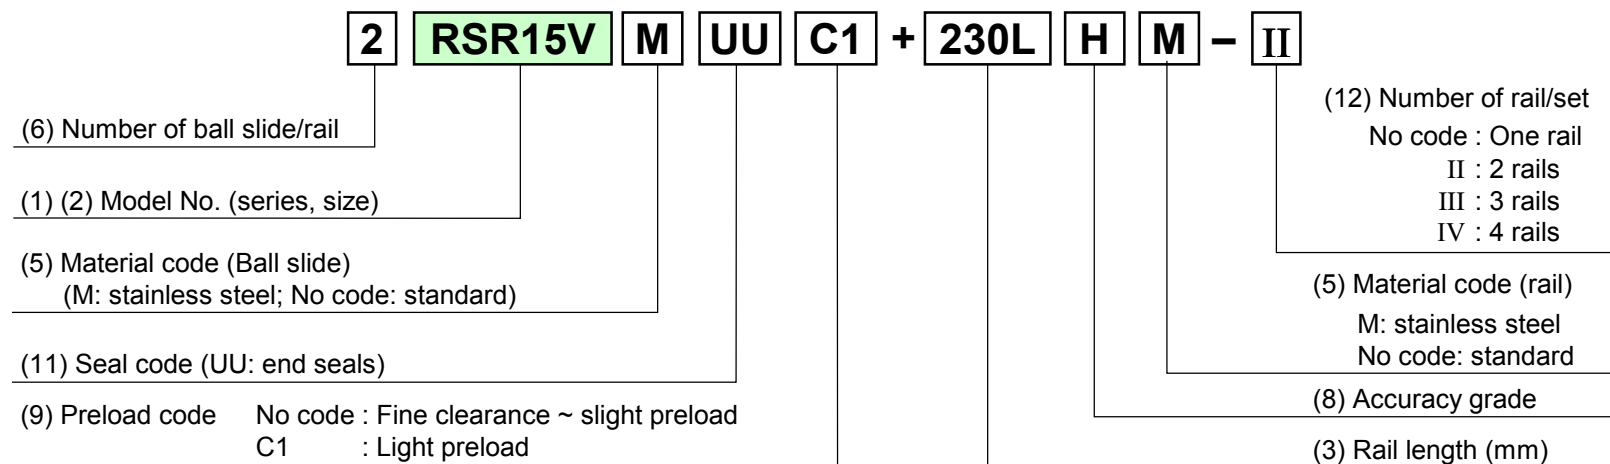 2 RSR15V M UU C1 + 230L H M – II
(6) Number of ball slide/rail
(1) (2) Model No. (series, size)
(5) Material code (Ball slide)
(M: stainless steel; No code: standard)
(11) Seal code (UU: end seals)
(9) Preload code No code : Fine clearance ~ slight preload
C1 : Light preload
(12) Number of rail/set
No code : One rail
II : 2 rails
III : 3 rails
IV : 4 rails
(5) Material code (rail)
M: stainless steel
No code: standard
(8) Accuracy grade
(3) Rail length (mm)